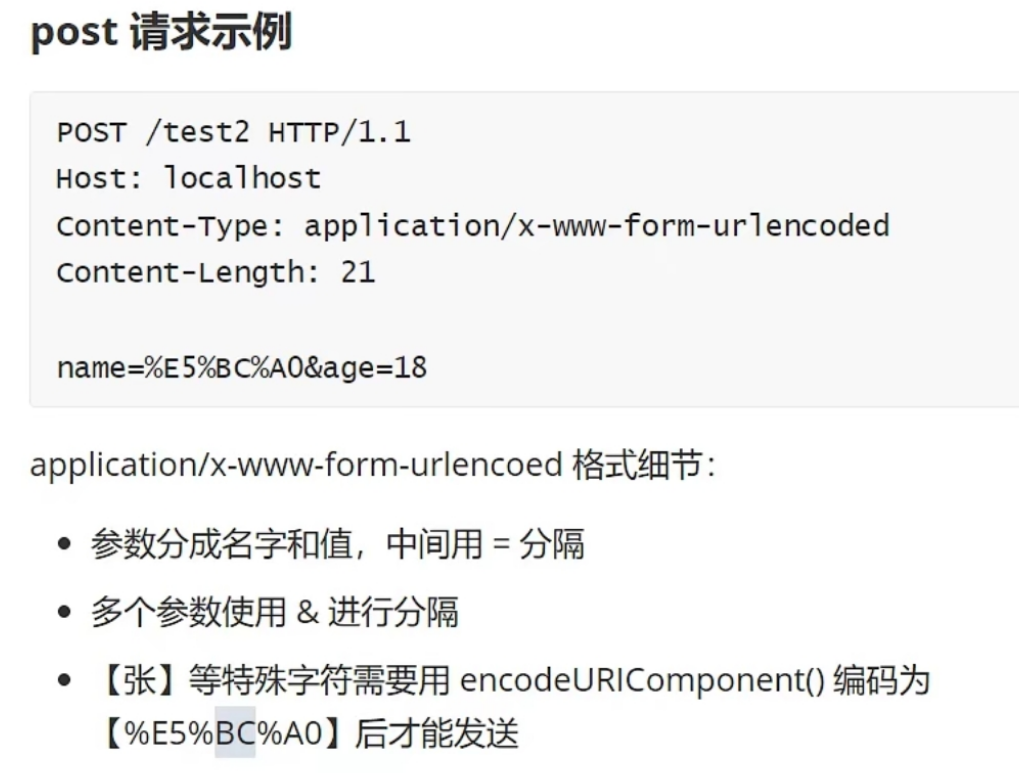 post 请求示例
POST /test2 HTTP/1.1
Host: localhost
Content-Type: application/x-www-form-urlencoded
Content-Length: 21
name=%E5%BC%A0&age=18
application/x-www-form-urlencoed 格式细节：
• 参数分成名字和值，中间用 = 分隔
• 多个参数使用 & 进行分隔
• 【张】等特殊字符需要用 encodeURIComponent() 编码为
【%E5%BC%A0】后才能发送